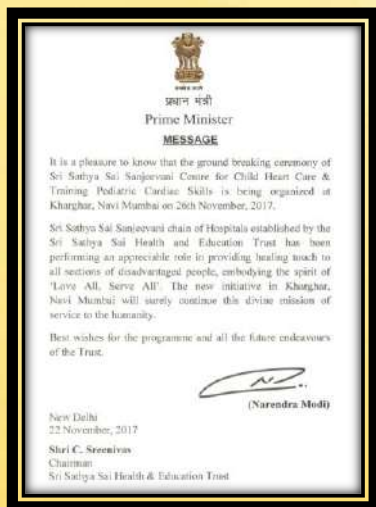 प्रधान मंत्री
Prime Minister
MESSAGE
It is a pleasure to know that the ground breaking ceremony of
Sri Sathya Sai Sanjeevani Centre for Child Heart Care &
Training Pediatric Cardiac Skills is being organized at
Kharghar, Navi Mumbai on 26th November, 2017.
Sri Sathya Sai Sanjeevani chain of Hospitals established by the
Sri Sathya Sai Health and Education Trust has been
performing an appreciable role in providing healing touch to
all sections of disadvantaged people, embodying the spirit of
'Love All, Serve All'. The new initiative in Kharghar,
Navi Mumbai will surely continue this divine mission of
service to the humanity.
Best wishes for the programme and all the future endeavours
of the Trust.
(Narendra Modi)
New Delhi
22 November, 2017
Shri C. Sreenivas
Chairman
Sri Sathya Sai Health & Education Trust